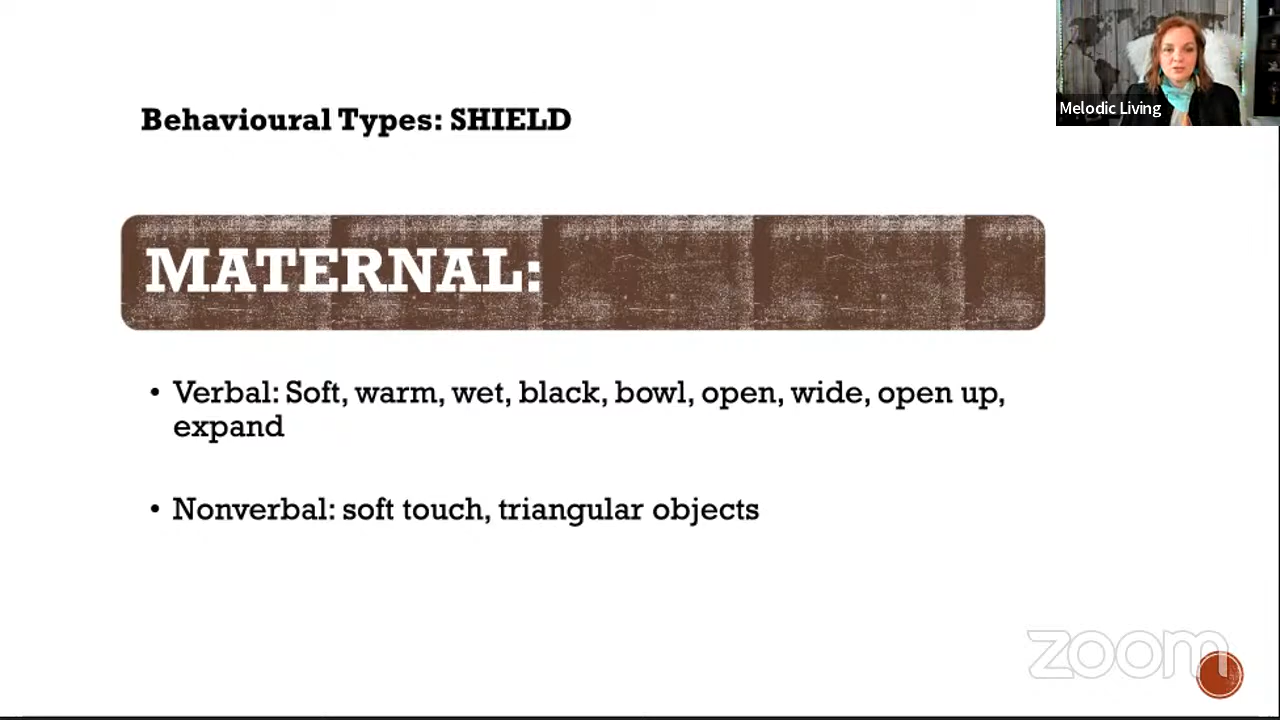 Melodic Living
Behavioural Types: SHIELD
MATERNAL:
• Verbal: Soft, warm, wet, black, bowl, open, wide, open up,
expand
• Nonverbal: soft touch, triangular objects
zoom